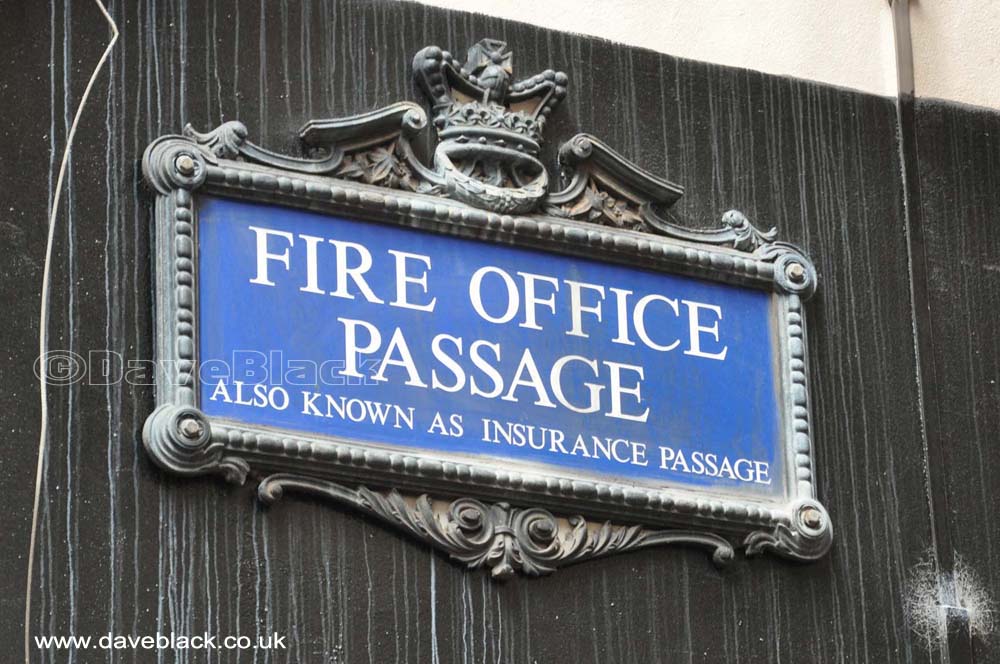 FIRE OFFICE
PASSAGE
ALSO KNOWN AS INSURANCE PASSAGE
©DaveBlack
www.daveblack.co.uk